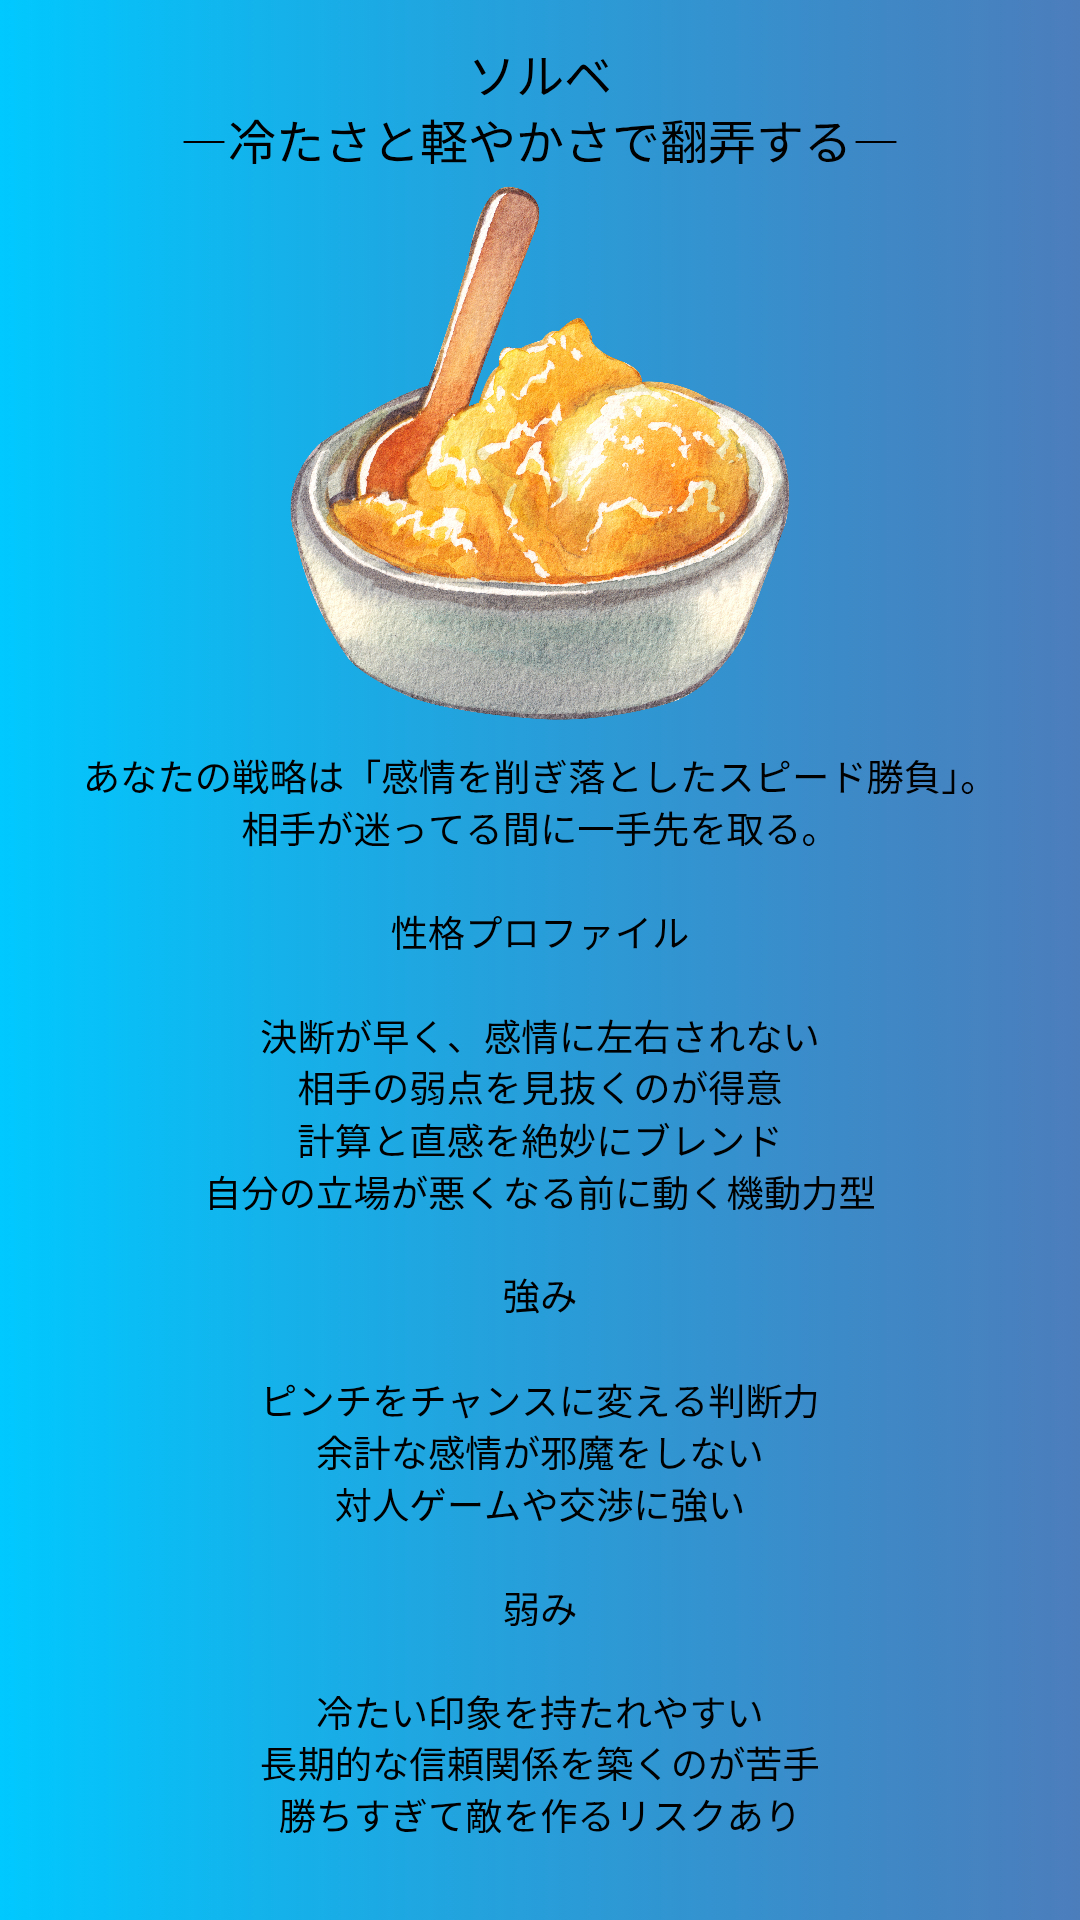 ソルベ
―冷たさと軽やかさで翻弄する―
あなたの戦略は「感情を削ぎ落としたスピード勝負」。
相手が迷ってる間に一手先を取る。
性格プロファイル
決断が早く、感情に左右されない
相手の弱点を見抜くのが得意
計算と直感を絶妙にブレンド
自分の立場が悪くなる前に動く機動力型
強み
ピンチをチャンスに変える判断力
余計な感情が邪魔をしない
対人ゲームや交渉に強い
弱み
冷たい印象を持たれやすい
長期的な信頼関係を築くのが苦手
勝ちすぎて敵を作るリスクあり